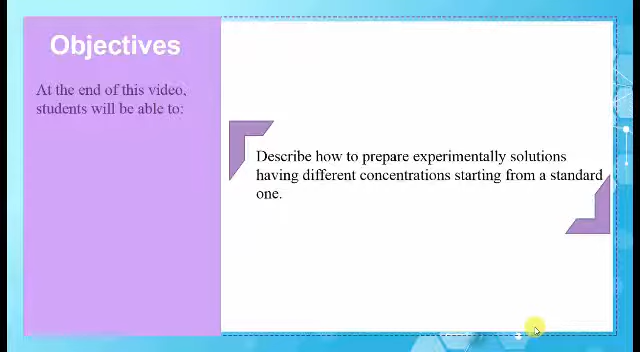 Objectives
At the end of this video,
students will be able to:
Describe how to prepare experimentally solutions
having different concentrations starting from a standard
one.